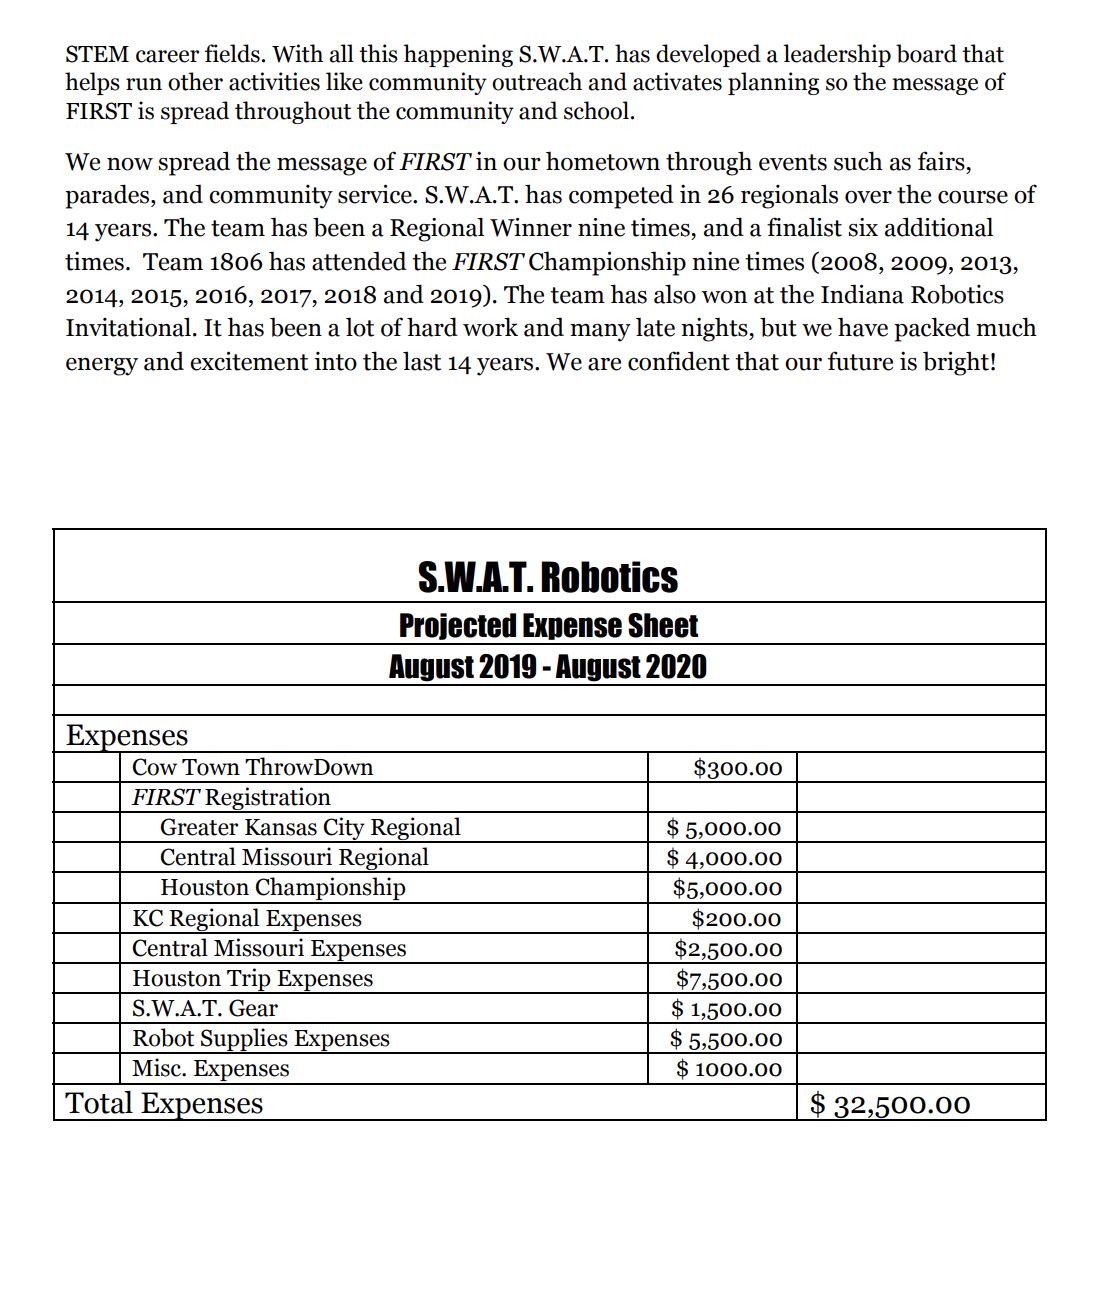 STEM career fields. With all this happening S.W.A.T. has developed a leadership board that
helps run other activities like community outreach and activates planning so the message of
FIRST is spread throughout the community and school.
We now spread the message of FIRST in our hometown through events such as fairs,
parades, and community service. S.W.A.T. has competed in 26 regionals over the course of
14 years. The team has been a Regional Winner nine times, and a finalist six additional
times.  Team 1806 has attended the FIRST Championship nine times (2008, 2009, 2013,
2014, 2015, 2016, 2017, 2018 and 2019). The team has also won at the Indiana Robotics
Invitational. It has been a lot of hard work and many late nights, but we have packed much
energy and excitement into the last 14 years. We are confident that our future is bright!
S.W.A.T. Robotics
Projected Expense Sheet
August 2019 - August 2020
Expenses
Cow Town ThrowDown $300.00
FIRST Registration
Greater Kansas City Regional $ 5,000.00
Central Missouri Regional $ 4,000.00
Houston Championship $5,000.00
KC Regional Expenses $200.00
Central Missouri Expenses $2,500.00
Houston Trip Expenses $7,500.00
S.W.A.T. Gear $ 1,500.00
Robot Supplies Expenses $ 5,500.00
Misc. Expenses $ 1000.00
Total Expenses $ 32,500.00